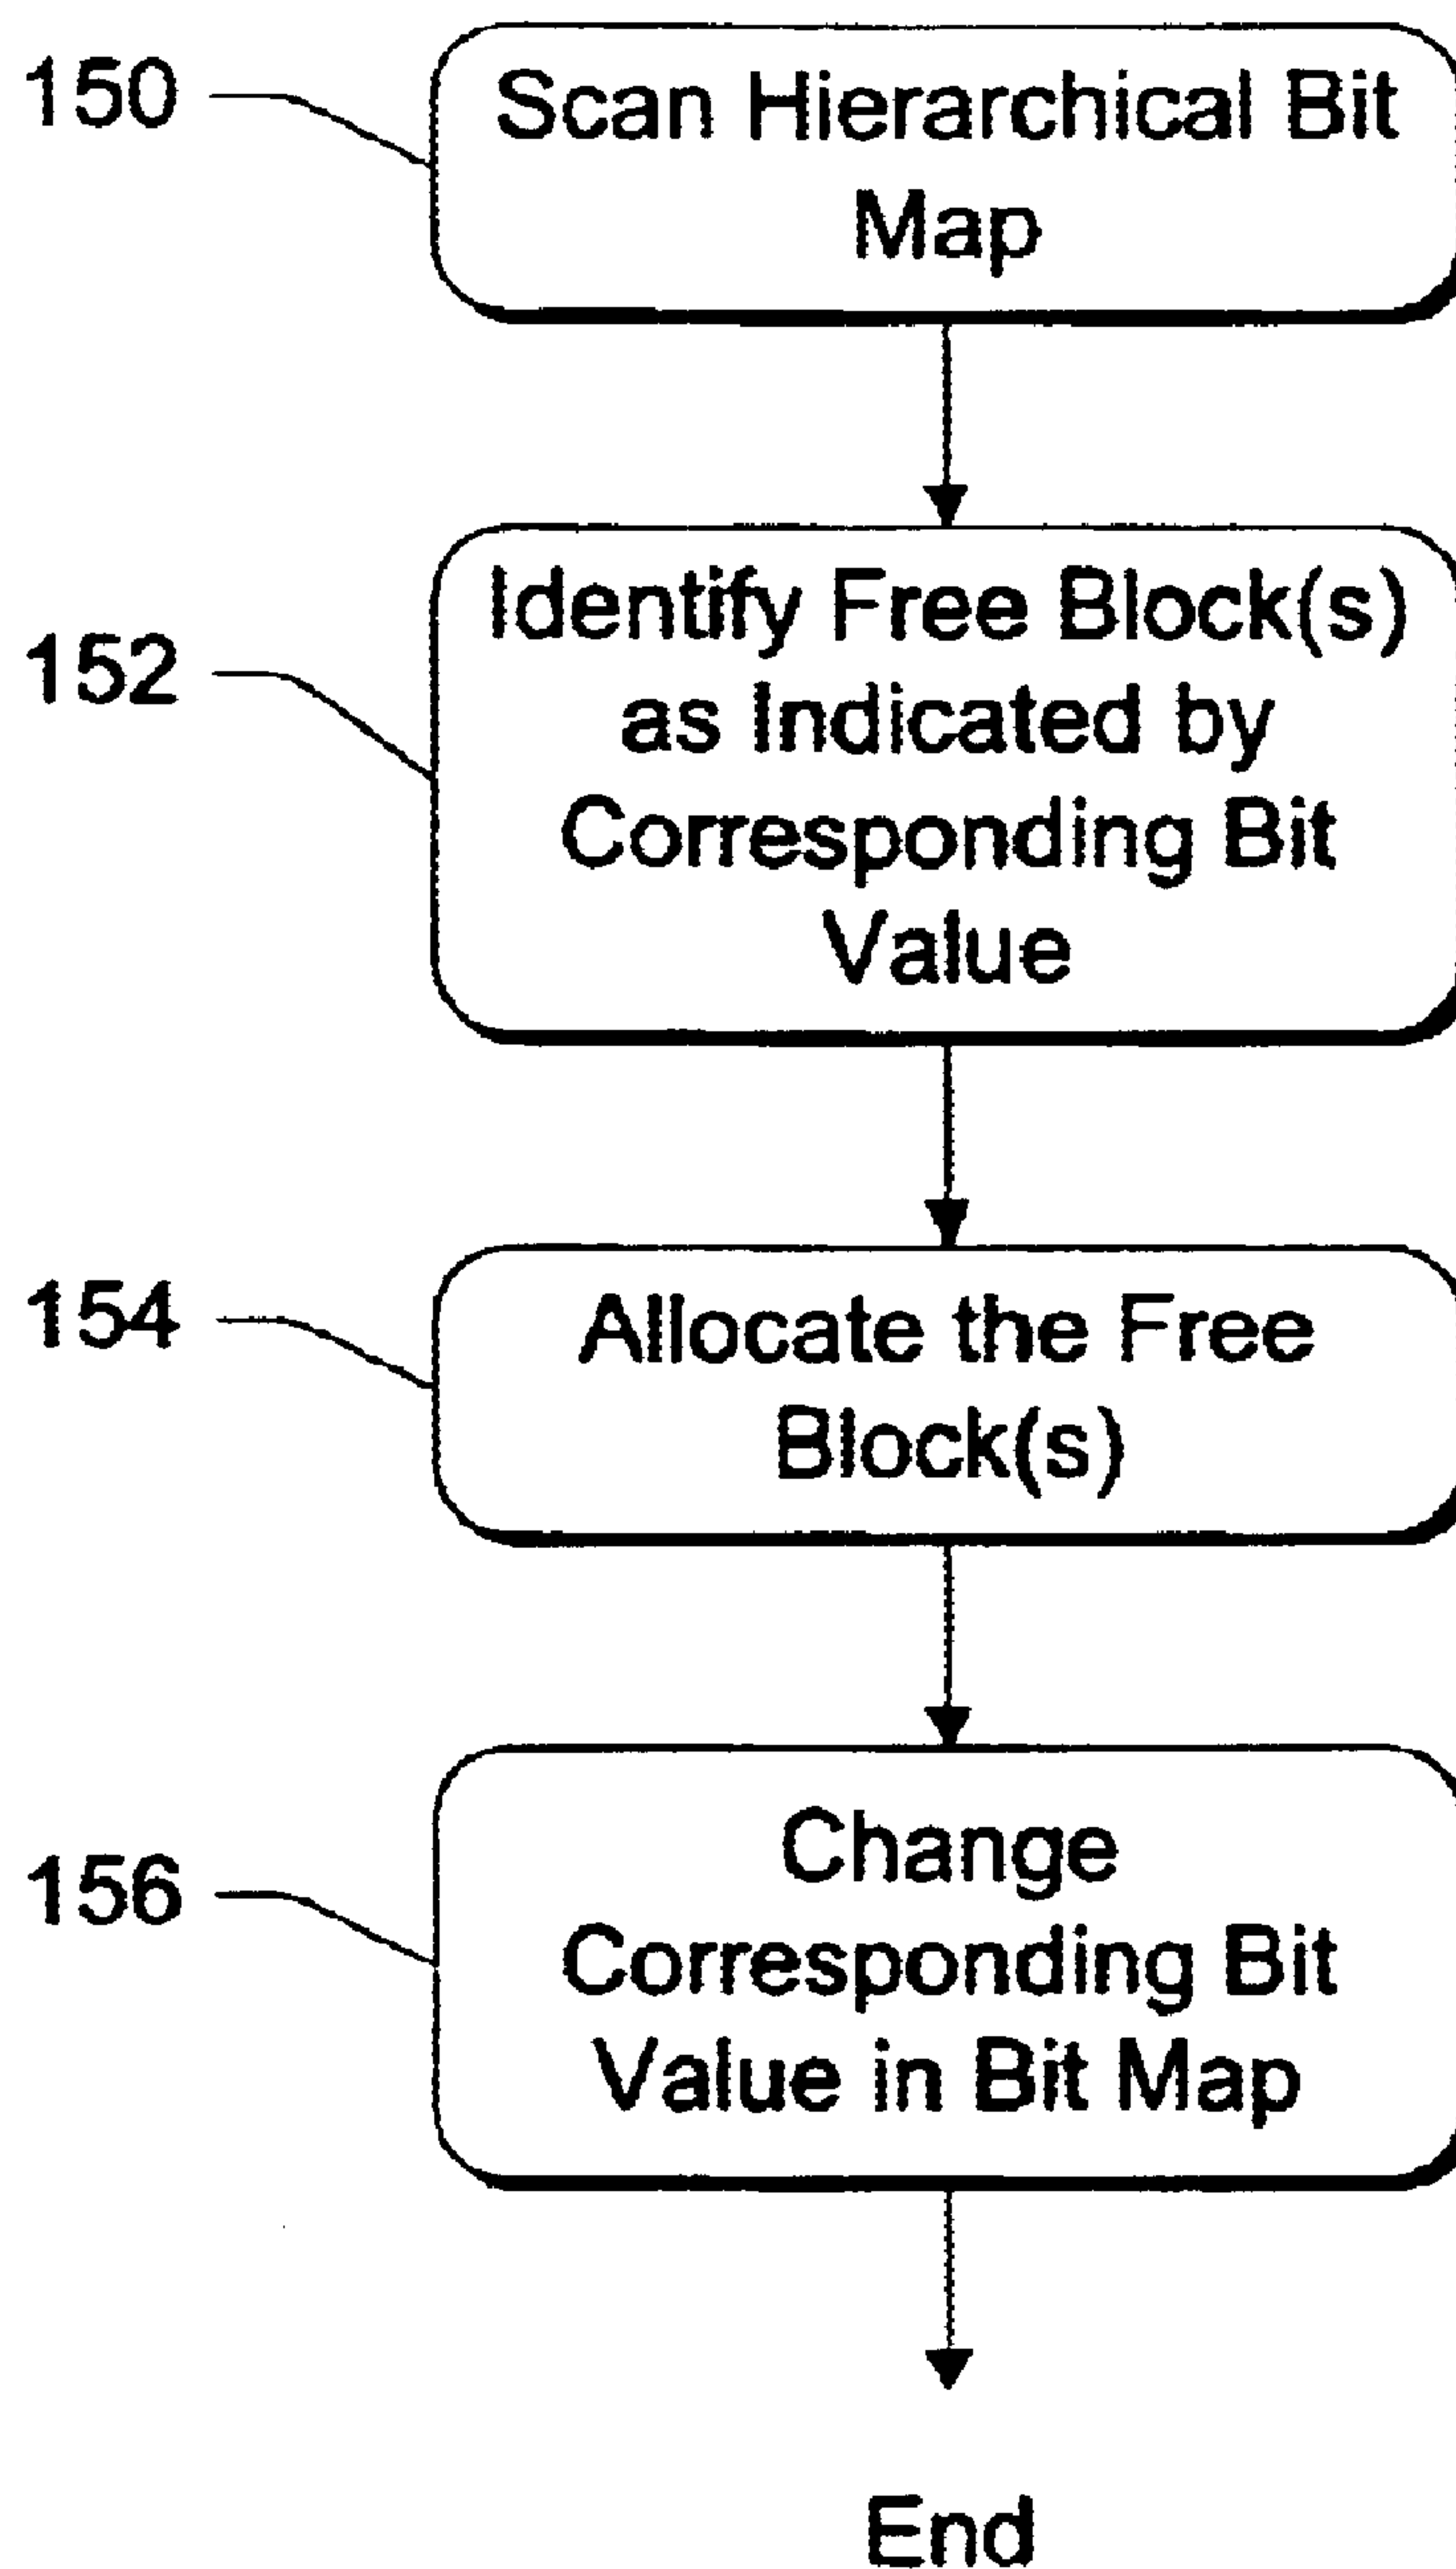 150
Scan Hierarchical Bit
Map
152
Identify Free Block(s)
as Indicated by
Corresponding Bit
Value
154
Allocate the Free
Block(s)
156
Change
Corresponding Bit
Value in Bit Map
End